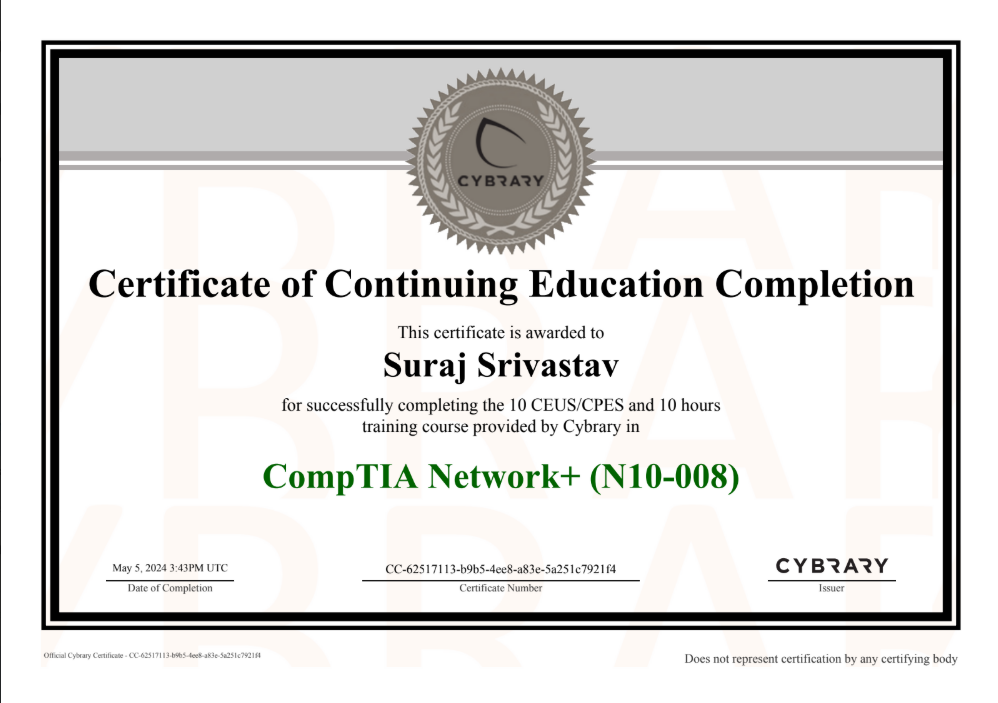 CYBRARY
Certificate of Continuing Education Completion
This certificate is awarded to
Suraj Srivastav
for successfully completing the 10 CEUS/CPES and 10 hours
training course provided by Cybrary in
CompTIA Network+ (N10-008)
May 5, 2024 3:43PM UTC
Date of Completion
CC-62517113-b9b5-4ee8-a83e-5a251c7921f4
Certificate Number
CYBRARY
Issuer
Official Cybrary Certificate - CC-62517113-b9b5-4ee8-a83e-5a251c7921f4
Does not represent certification by any certifying body